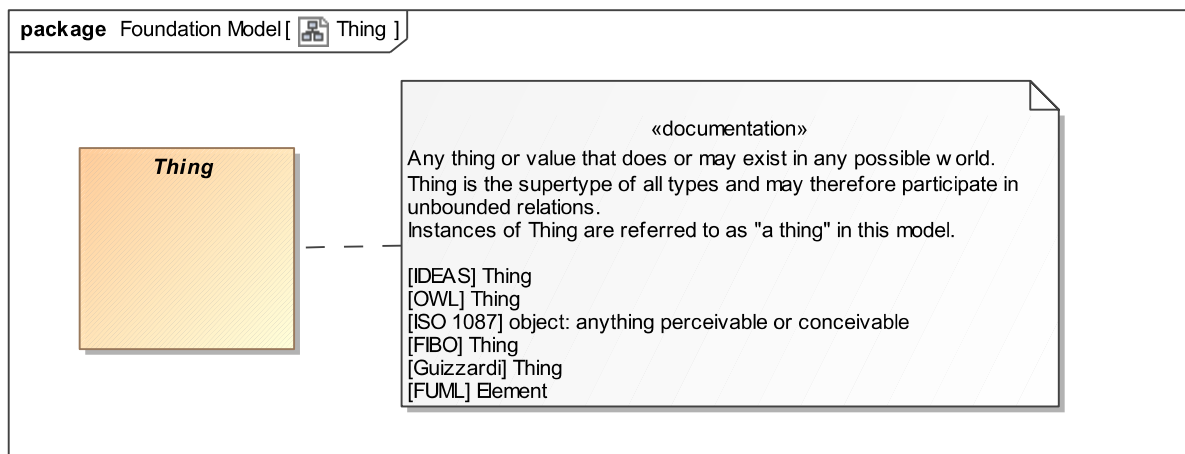 package Foundation Model [ Thing ]
Thing
«documentation»
Any thing or value that does or may exist in any possible world.
Thing is the supertype of all types and may therefore participate in
unbounded relations.
Instances of Thing are referred to as "a thing" in this model.
[IDEAS] Thing
[OWL] Thing
[ISO 1087] object: anything perceivable or conceivable
[FIBO] Thing
[Guizzardi] Thing
[FUML] Element